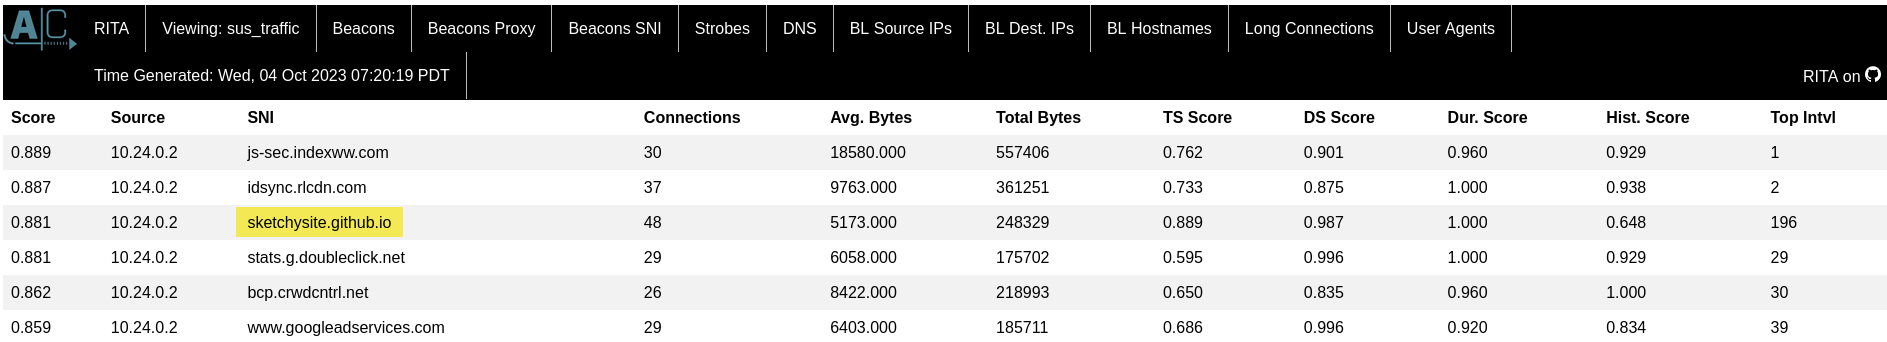 AC RITA Viewing: sus_traffic Beacons Beacons Proxy Beacons SNI Strobes DNS BL Source IPs BL Dest. IPs BL Hostnames Long Connections User Agents
Time Generated: Wed, 04 Oct 2023 07:20:19 PDT RITA on
Score Source SNI Connections Avg. Bytes Total Bytes TS Score DS Score Dur. Score Hist. Score Top Intvl
0.889 10.24.0.2 js-sec.indexww.com 30 18580.000 557406 0.762 0.901 0.960 0.929 1
0.887 10.24.0.2 idsync.rlcdn.com 37 9763.000 361251 0.733 0.875 1.000 0.938 2
0.881 10.24.0.2 sketchysite.github.io 48 5173.000 248329 0.889 0.987 1.000 0.648 196
0.881 10.24.0.2 stats.g.doubleclick.net 29 6058.000 175702 0.595 0.996 1.000 0.929 29
0.862 10.24.0.2 bcp.crwdcntrl.net 26 8422.000 218993 0.650 0.835 0.960 1.000 30
0.859 10.24.0.2 www.googleadservices.com 29 6403.000 185711 0.686 0.996 0.920 0.834 39